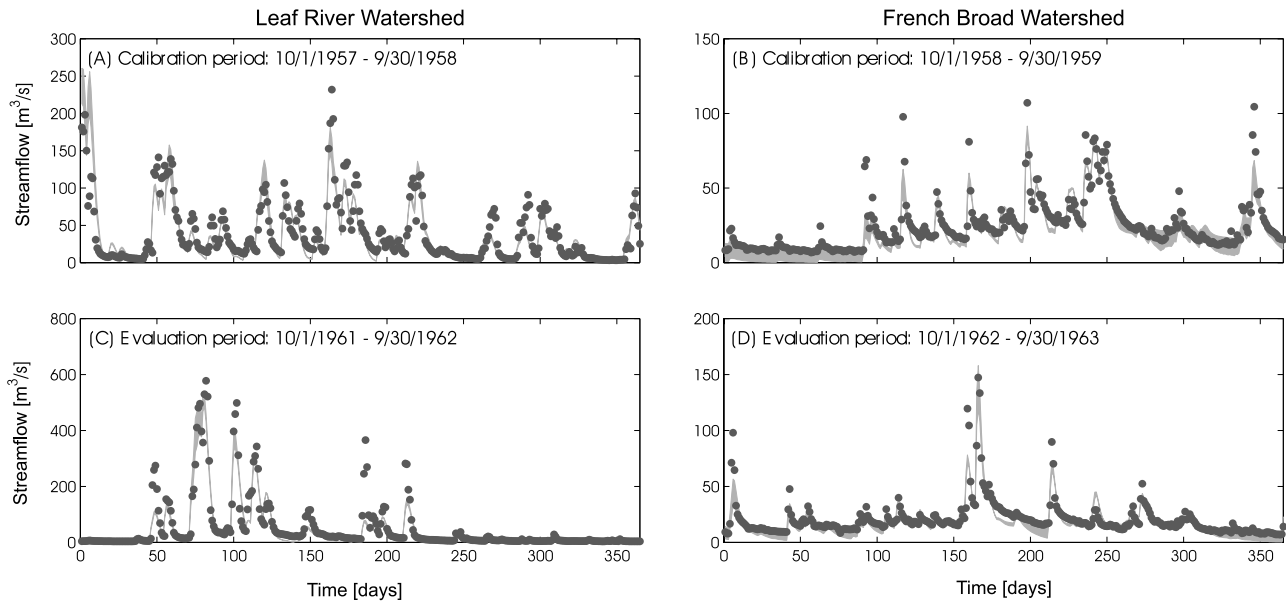 Leaf River Watershed
French Broad Watershed
300
250
200
150
100
50
0
Streamflow [m³/s]
(A) Calibration period: 10/1/1957 - 9/30/1958
150
100
50
0
(B) Calibration period: 10/1/1958 - 9/30/1959
800
600
400
200
0
Streamflow [m³/s]
(C) Evaluation period: 10/1/1961 - 9/30/1962
0 50 100 150 200 250 300 350
Time [days]
200
150
100
50
0
(D) Evaluation period: 10/1/1962 - 9/30/1963
0 50 100 150 200 250 300 350
Time [days]